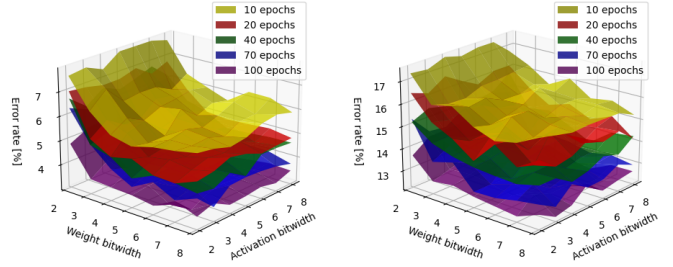 10 epochs
20 epochs
40 epochs
70 epochs
100 epochs
7
6
5
4
Error rate [%]
2
3
4
5
6
7
8
Weight bitwidth
2
3
4
5
6
7
8
Activation bitwidth
10 epochs
20 epochs
40 epochs
70 epochs
100 epochs
17
16
15
14
13
Error rate [%]
2
3
4
5
6
7
8
Weight bitwidth
2
3
4
5
6
7
8
Activation bitwidth